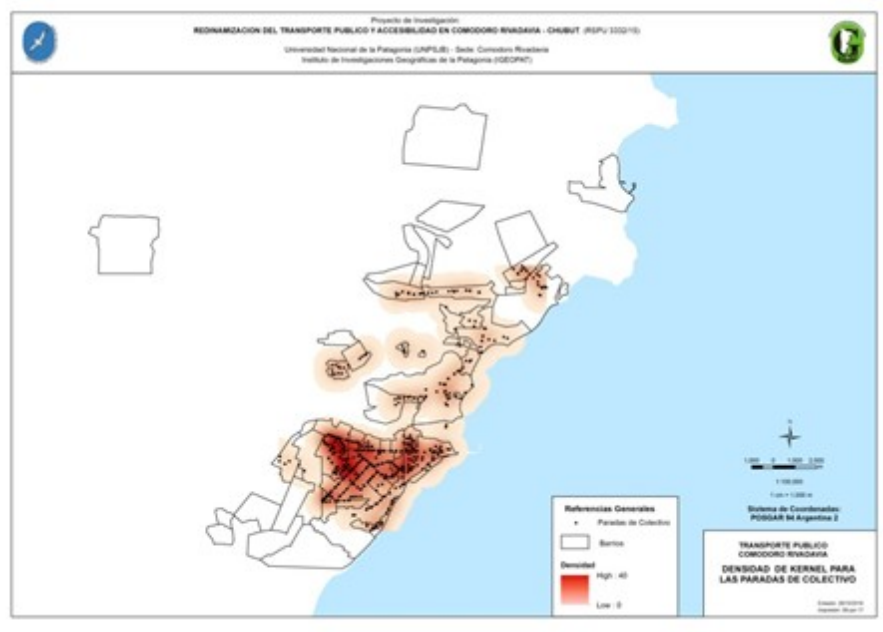 Proyecto de Investigación:
REDINAMIZACION DEL TRANSPORTE PUBLICO Y ACCESIBILIDAD EN COMODORO RIVADAVIA - CHUBUT.
Universidad Nacional de la Patagonia (UNPSJB) - Sede: Comodoro Rivadavia
Instituto de Investigaciones Geográficas de la Patagonia (IGEOPAT)
Sistema de Coordenadas:
POSGAR 94 Argentina 2
Referencias Generales
Paradas de Colectivo
Barrios
Densidad
High : 40
Low : 0
TRANSPORTE PUBLICO
COMODORO RIVADAVIA
DENSIDAD DE KERNEL PARA
LAS PARADAS DE COLECTIVO